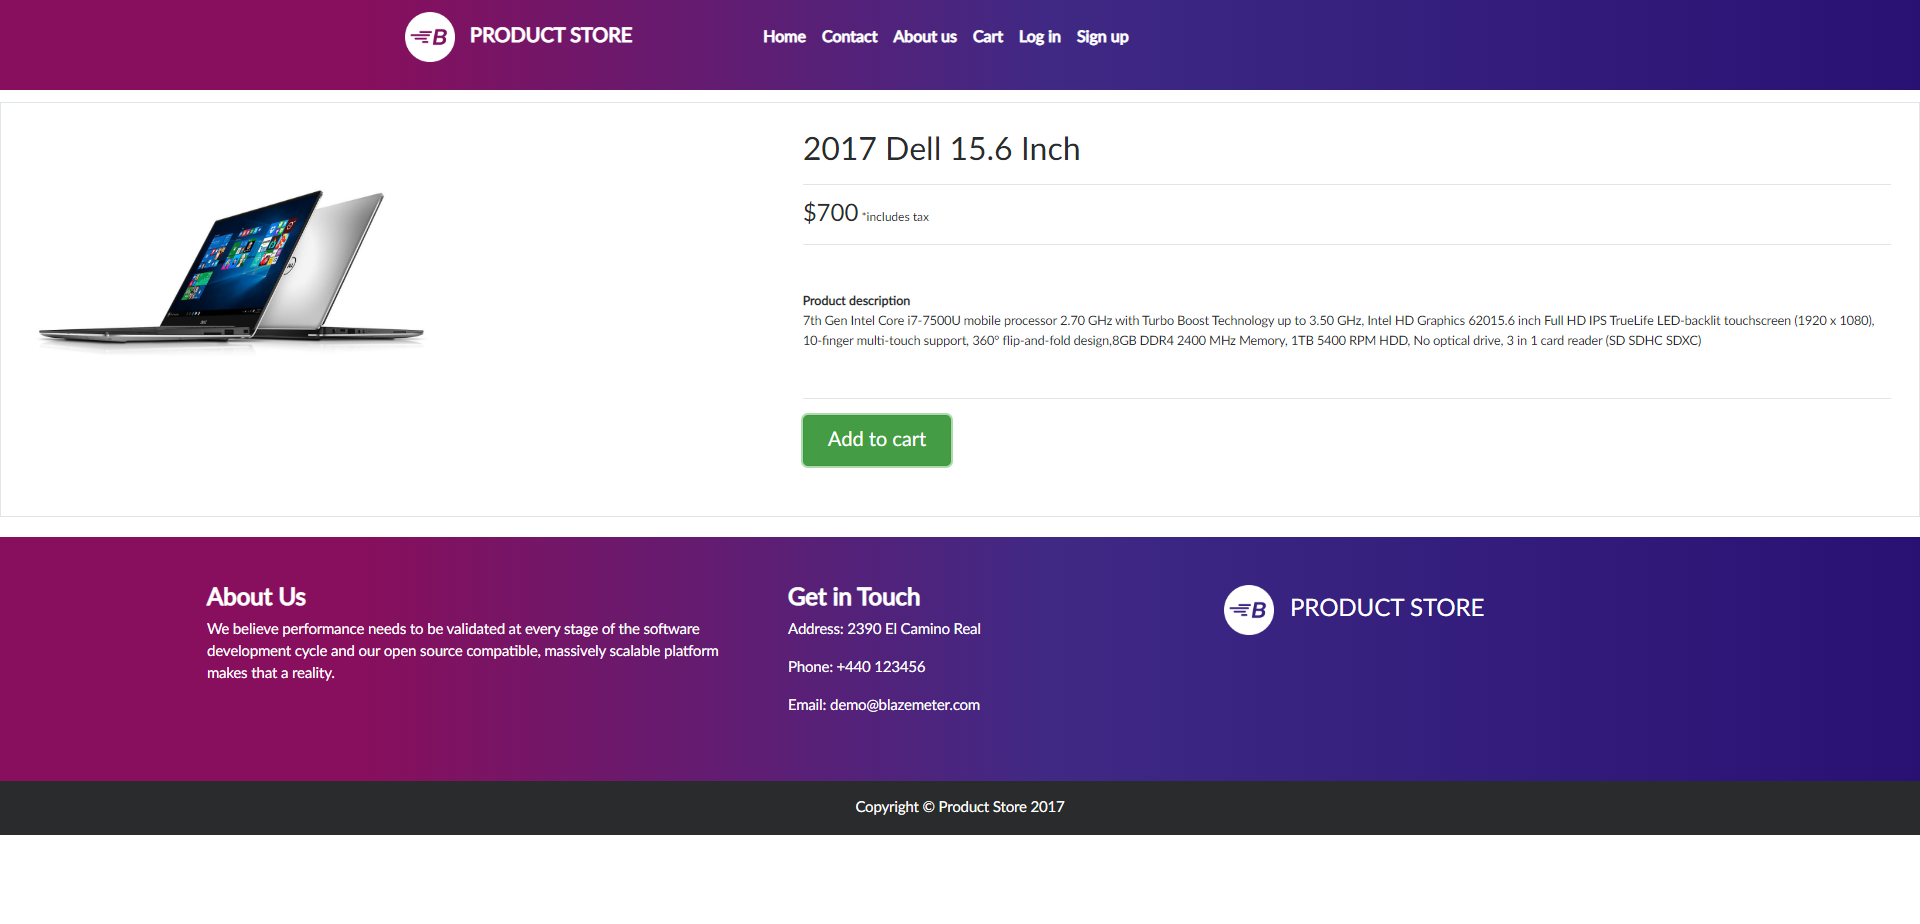 B PRODUCT STORE
Home Contact About us Cart Log in Sign up
2017 Dell 15.6 Inch
$700 *includes tax
Product description
7th Gen Intel Core i7-7500U mobile processor 2.70 GHz with Turbo Boost Technology up to 3.50 GHz, Intel HD Graphics 62015.6 inch Full HD IPS TrueLife LED-backlit touchscreen (1920 x 1080),
10-finger multi-touch support, 360° flip-and-fold design,8GB DDR4 2400 MHz Memory, 1TB 5400 RPM HDD, No optical drive, 3 in 1 card reader (SD SDHC SDXC)
Add to cart
About Us
We believe performance needs to be validated at every stage of the software
development cycle and our open source compatible, massively scalable platform
makes that a reality.
Get in Touch
Address: 2390 El Camino Real
Phone: +440 123456
Email: demo@blazemeter.com
B PRODUCT STORE
Copyright © Product Store 2017